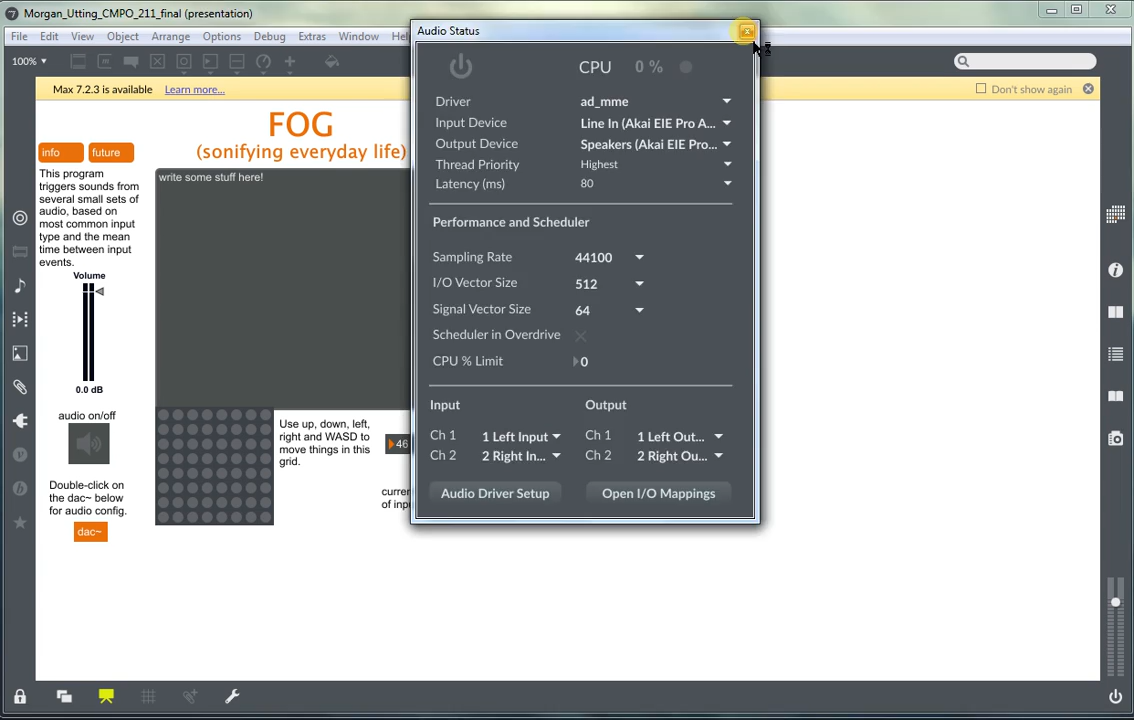 Morgan_Utting_CMPO_211_final (presentation)
File Edit View Object Arrange Options Debug Extras Window
100%
Max 7.2.3 is available Learn more...
Don't show again
FOG
(sonifying everyday life)
info future
This program
triggers sounds from
several small sets of
audio, based on
most common input
type and the mean
time between input
events.
Volume
0.0 dB
audio on/off
Double-click on
the dac~ below
for audio config.
dac~
write some stuff here!
Use up, down, left,
right and WASD to
move things in this
grid.
46
Audio Status
CPU 0 %
Driver ad_mme
Input Device Line In (Akai EIE Pro A...
Output Device Speakers (Akai EIE Pro...
Thread Priority Highest
Latency (ms) 80
Performance and Scheduler
Sampling Rate 44100
I/O Vector Size 512
Signal Vector Size 64
Scheduler in Overdrive
CPU % Limit 0
Input Output
Ch 1 1 Left Input Ch 1 1 Left Out...
Ch 2 2 Right In... Ch 2 2 Right Ou...
Audio Driver Setup Open I/O Mappings